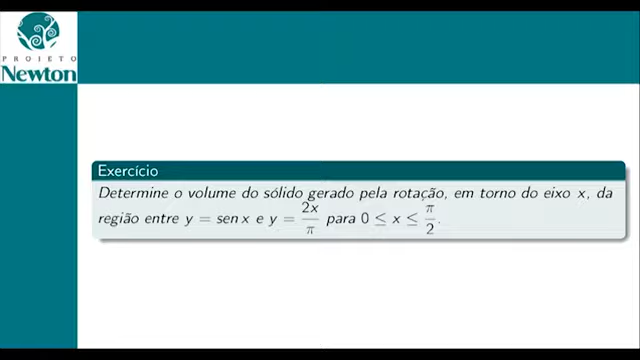 PROJETO
Newton
Exercício
Determine o volume do sólido gerado pela rotação, em torno do eixo x, da
região entre y = sen x e y = 2x/π para 0 ≤ x ≤ π/2.